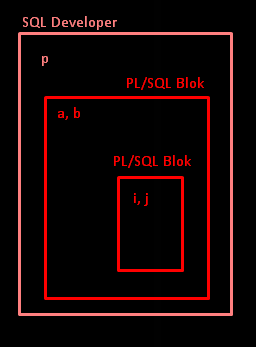 SQL Developer
p
PL/SQL Blok
a, b
PL/SQL Blok
i, j